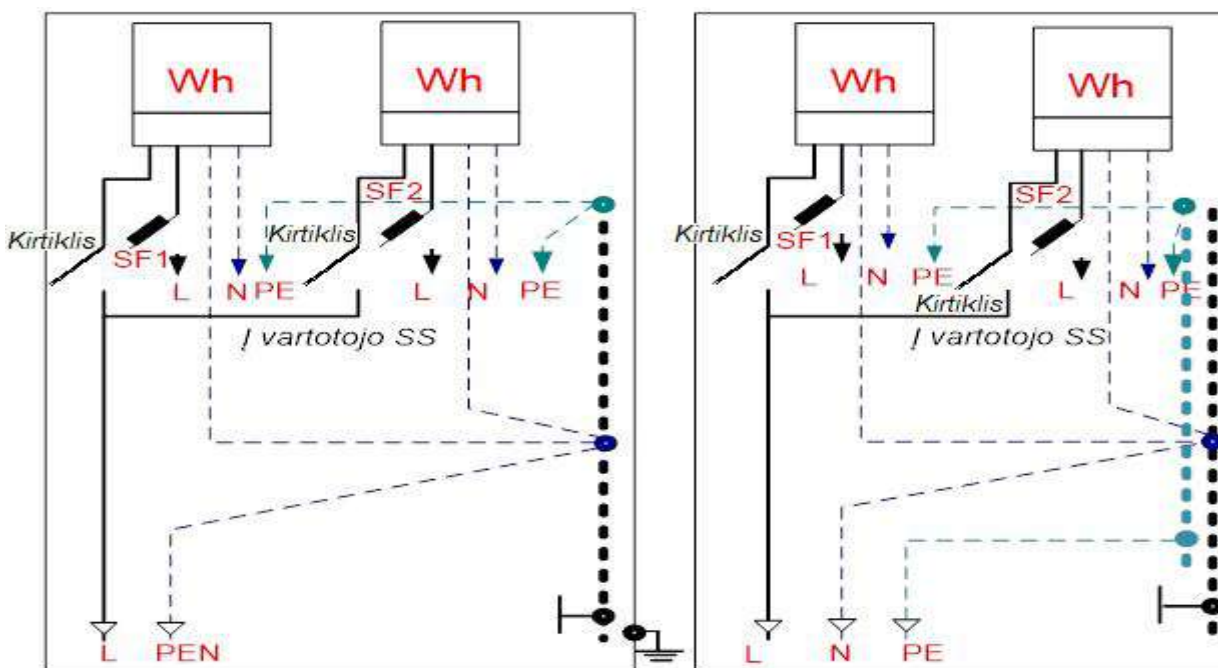 Wh
Wh
SF2
Kirtiklis
Kirtiklis
SF1
L
N
PE
L
N
PE
Į vartotojo SS
L
PEN
Wh
Wh
SF2
Kirtiklis
SF1
L
N
PE
Kirtiklis
L
N
PE
Į vartotojo SS
L
N
PE